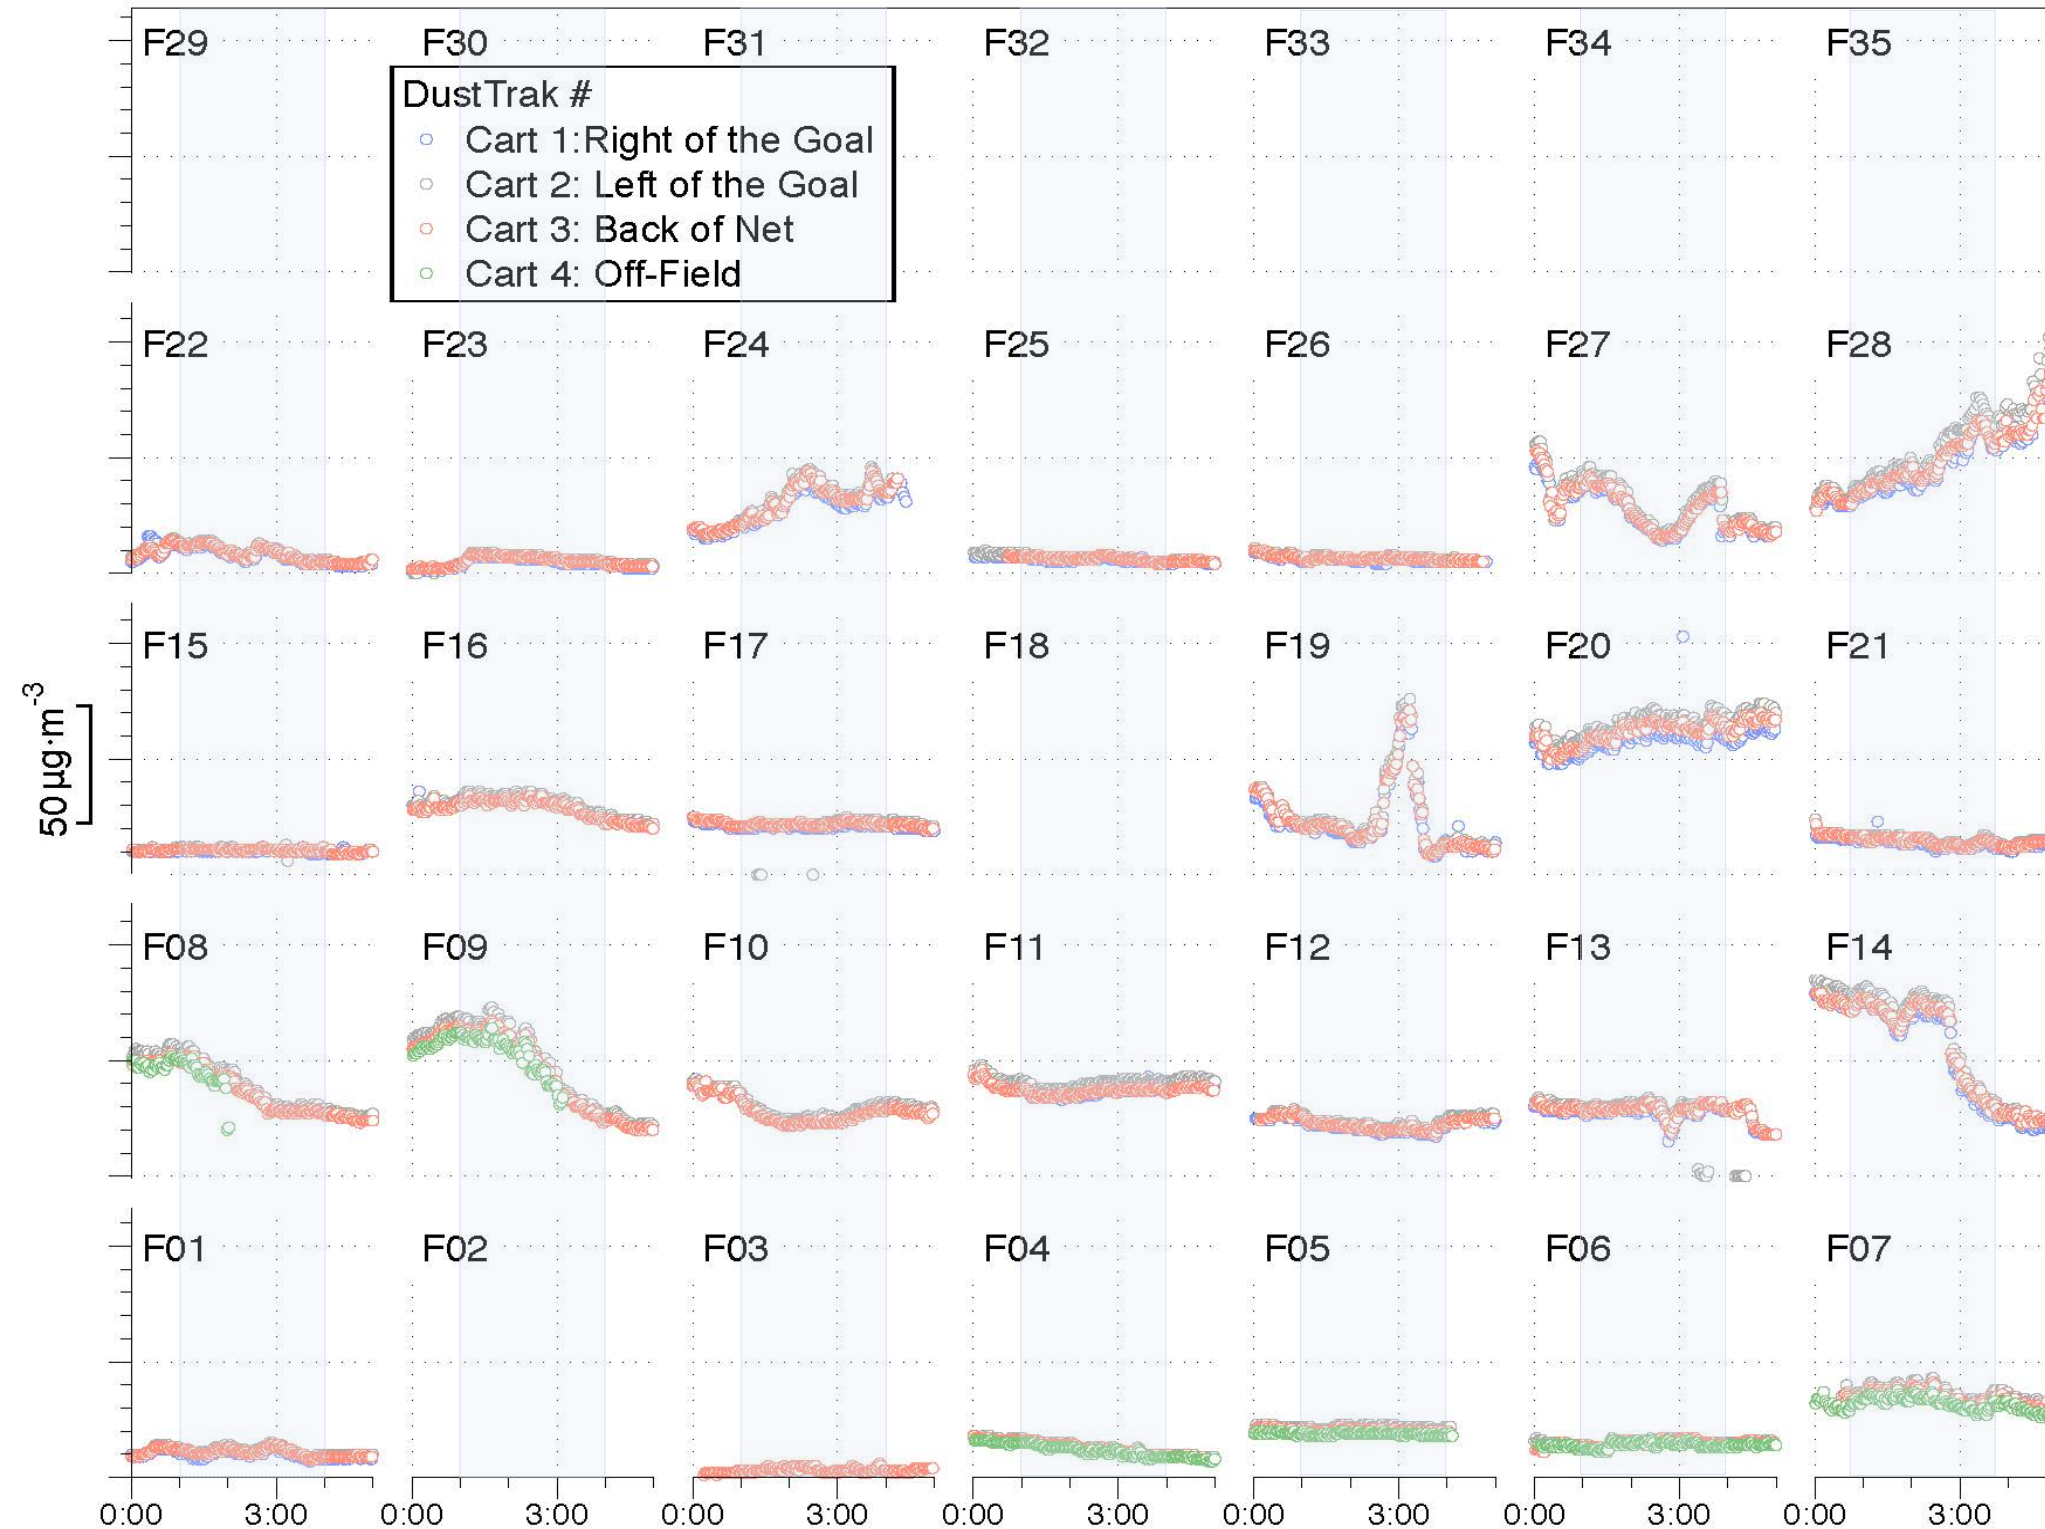 F29 F30 F31 F32 F33 F34 F35
DustTrak #
Cart 1:Right of the Goal
Cart 2: Left of the Goal
Cart 3: Back of Net
Cart 4: Off-Field
F22 F23 F24 F25 F26 F27 F28
F15 F16 F17 F18 F19 F20 F21
50 µg·m⁻³
F08 F09 F10 F11 F12 F13 F14
F01 F02 F03 F04 F05 F06 F07
0:00 3:00 0:00 3:00 0:00 3:00 0:00 3:00 0:00 3:00 0:00 3:00 0:00 3:00